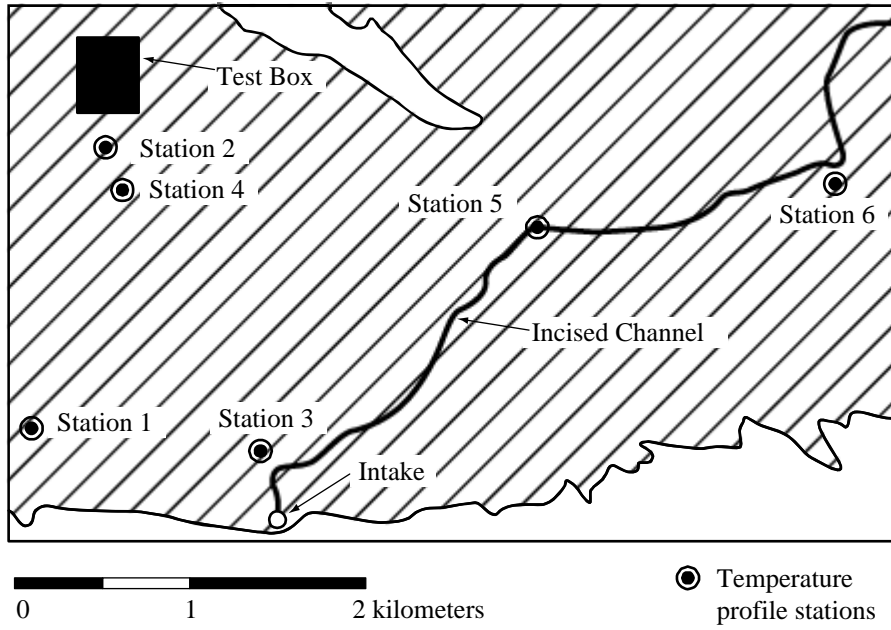 Test Box
Station 2
Station 4
Station 5
Station 6
Incised Channel
Station 1
Station 3
Intake
0 1 2 kilometers
Temperature
profile stations